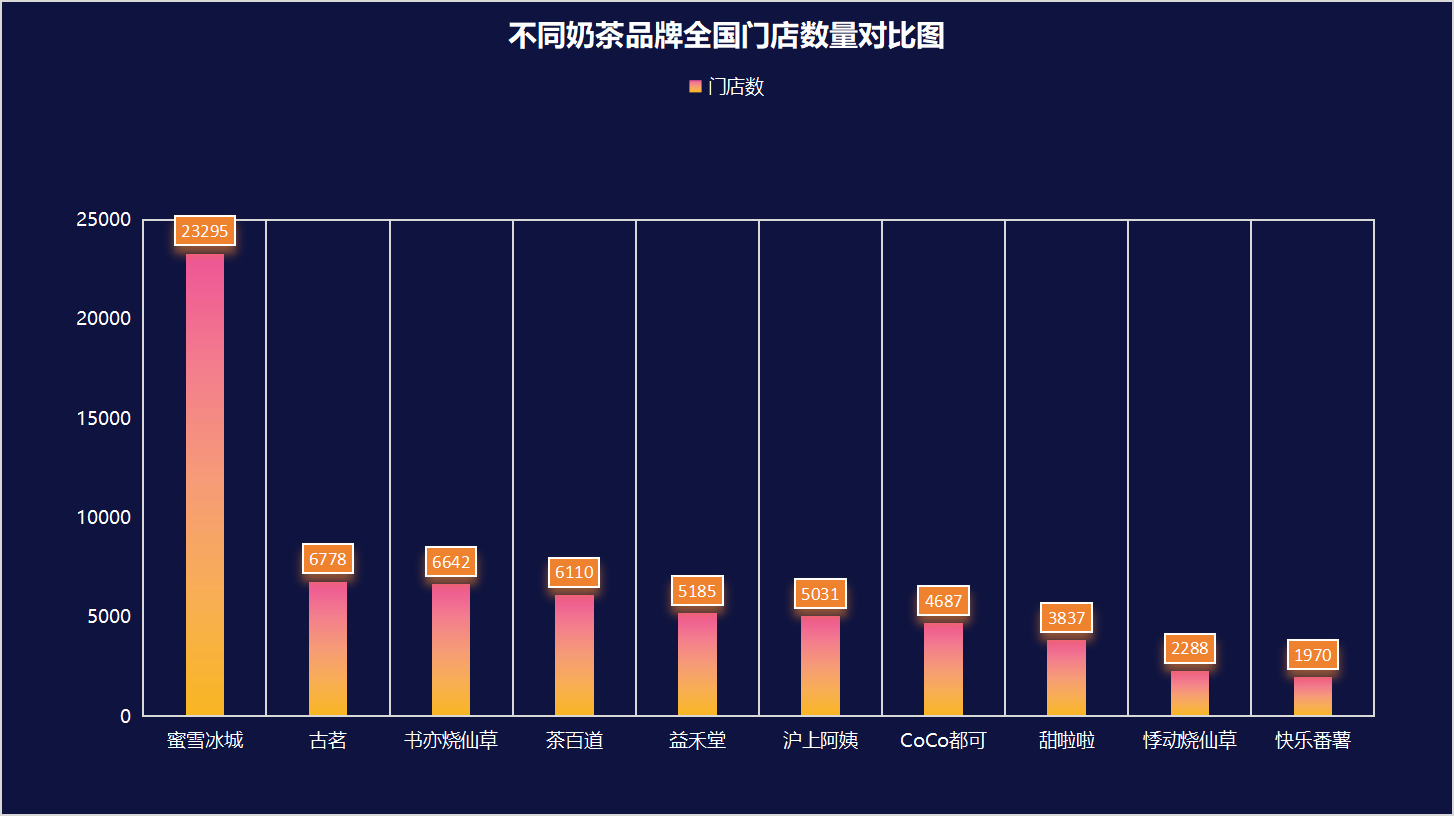 不同奶茶品牌全国门店数量对比图
门店数
25000
20000
15000
10000
5000
0
23295
6778
6642
6110
5185
5031
4687
3837
2288
1970
蜜雪冰城
古茗
书亦烧仙草
茶百道
益禾堂
沪上阿姨
CoCo都可
甜啦啦
悸动烧仙草
快乐番薯